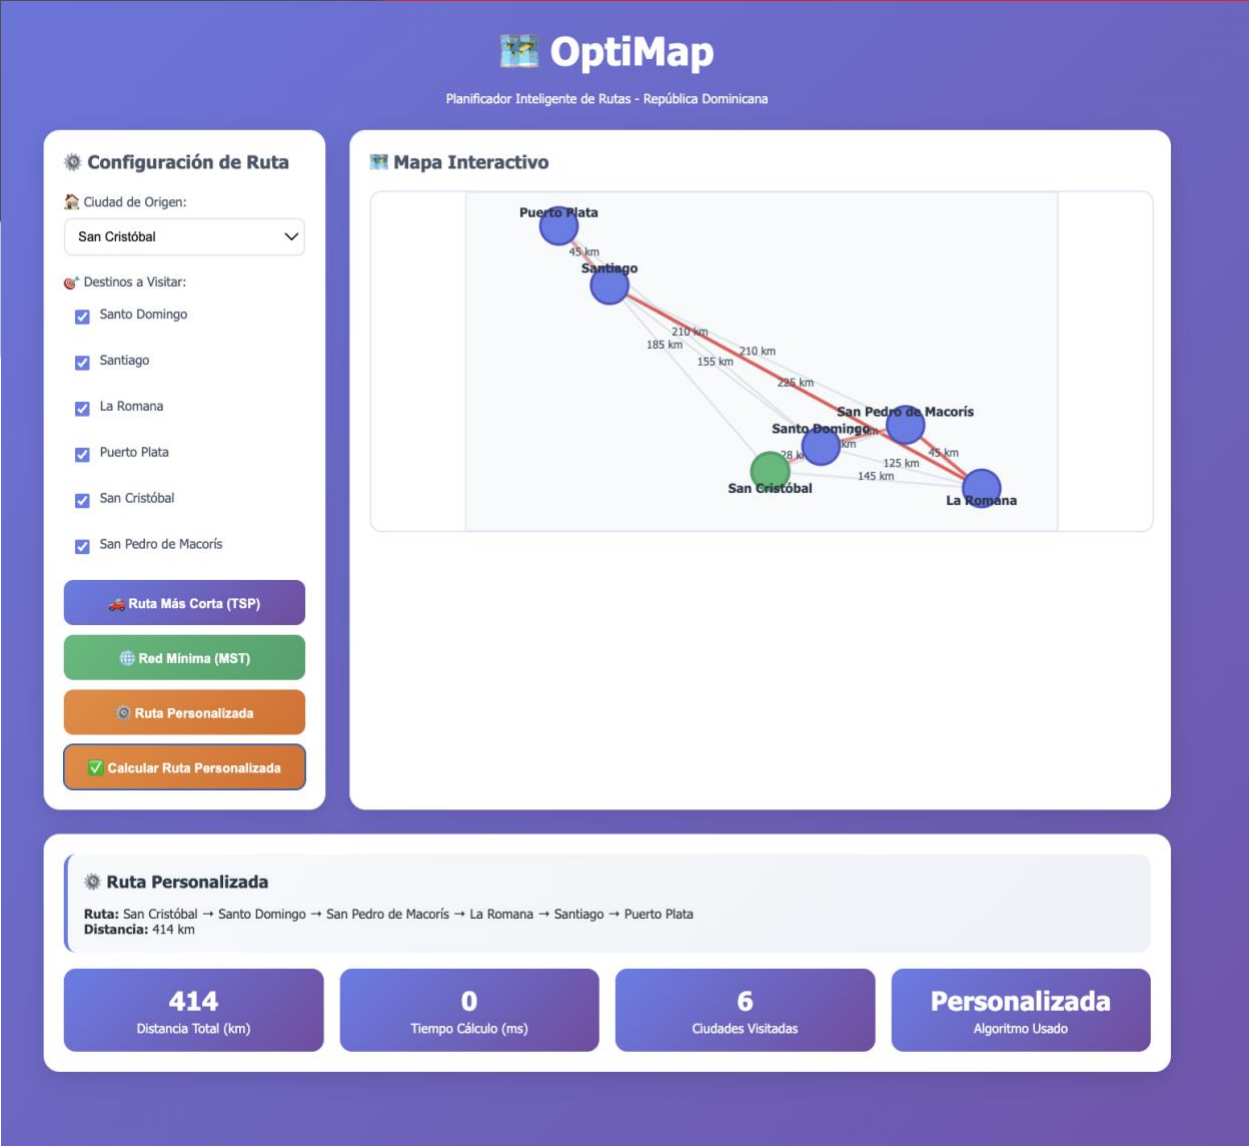 OptiMap
Planificador Inteligente de Rutas - República Dominicana
Configuración de Ruta
Ciudad de Origen:
San Cristóbal
Destinos a Visitar:
Santo Domingo
Santiago
La Romana
Puerto Plata
San Cristóbal
San Pedro de Macorís
Ruta Más Corta (TSP)
Red Mínima (MST)
Ruta Personalizada
Calcular Ruta Personalizada
Mapa Interactivo
Puerto Plata
45 km
Santiago
210 km
185 km
210 km
155 km
225 km
San Pedro de Macorís
Santo Domingo
km
28 k
45 km
125 km
145 km
San Cristóbal
La Romana
Ruta Personalizada
Ruta: San Cristóbal → Santo Domingo → San Pedro de Macorís → La Romana → Santiago → Puerto Plata
Distancia: 414 km
414
Distancia Total (km)
0
Tiempo Cálculo (ms)
6
Ciudades Visitadas
Personalizada
Algoritmo Usado